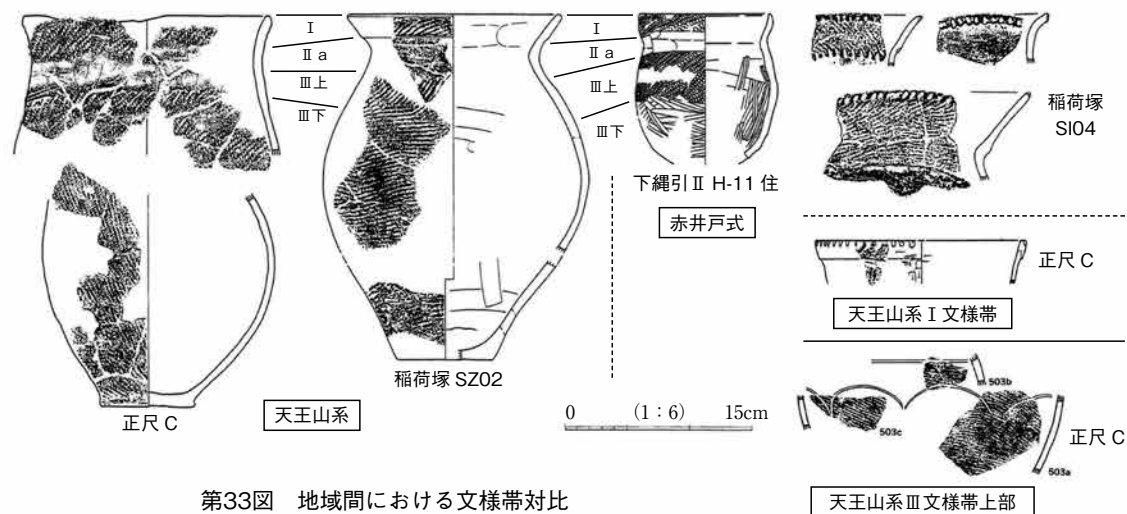 Ⅰ
Ⅱa
Ⅲ上
Ⅲ下
Ⅰ
Ⅱa
Ⅲ上
Ⅲ下
正尺 C
天王山系
稲荷塚 SZ02
下縄引Ⅱ H-11 住
赤井戸式
0 (1:6) 15cm
稲荷塚
SI04
正尺 C
天王山系Ⅰ文様帯
503b
503c
正尺 C
503a
天王山系Ⅲ文様帯上部
第33図 地域間における文様帯対比